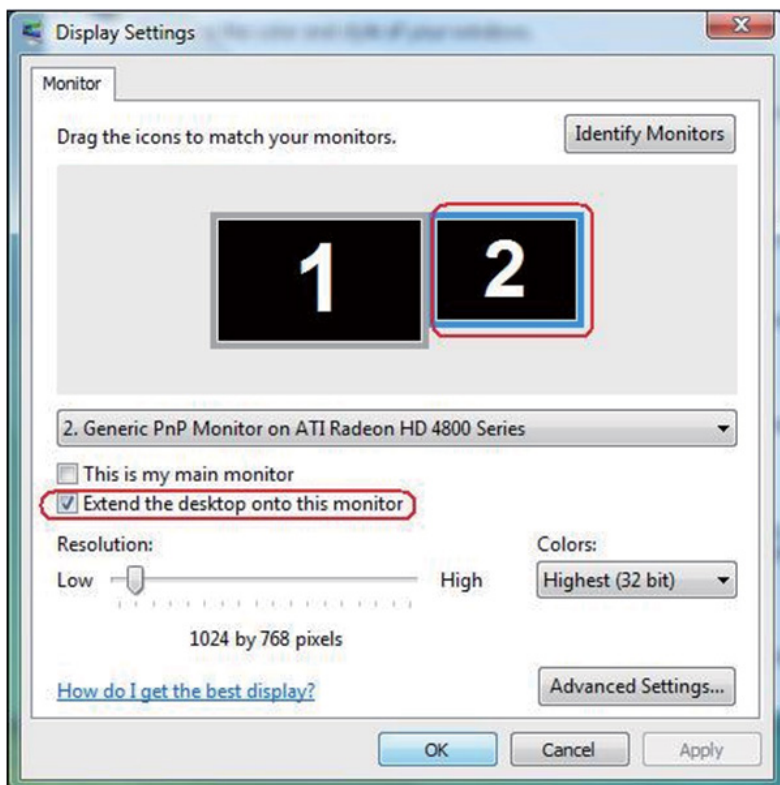 Display Settings
Monitor
Drag the icons to match your monitors.
Identify Monitors
1
2
2. Generic PnP Monitor on ATI Radeon HD 4800 Series
This is my main monitor
Extend the desktop onto this monitor
Resolution:
Colors:
Low
High
Highest (32 bit)
1024 by 768 pixels
How do I get the best display?
Advanced Settings...
OK
Cancel
Apply